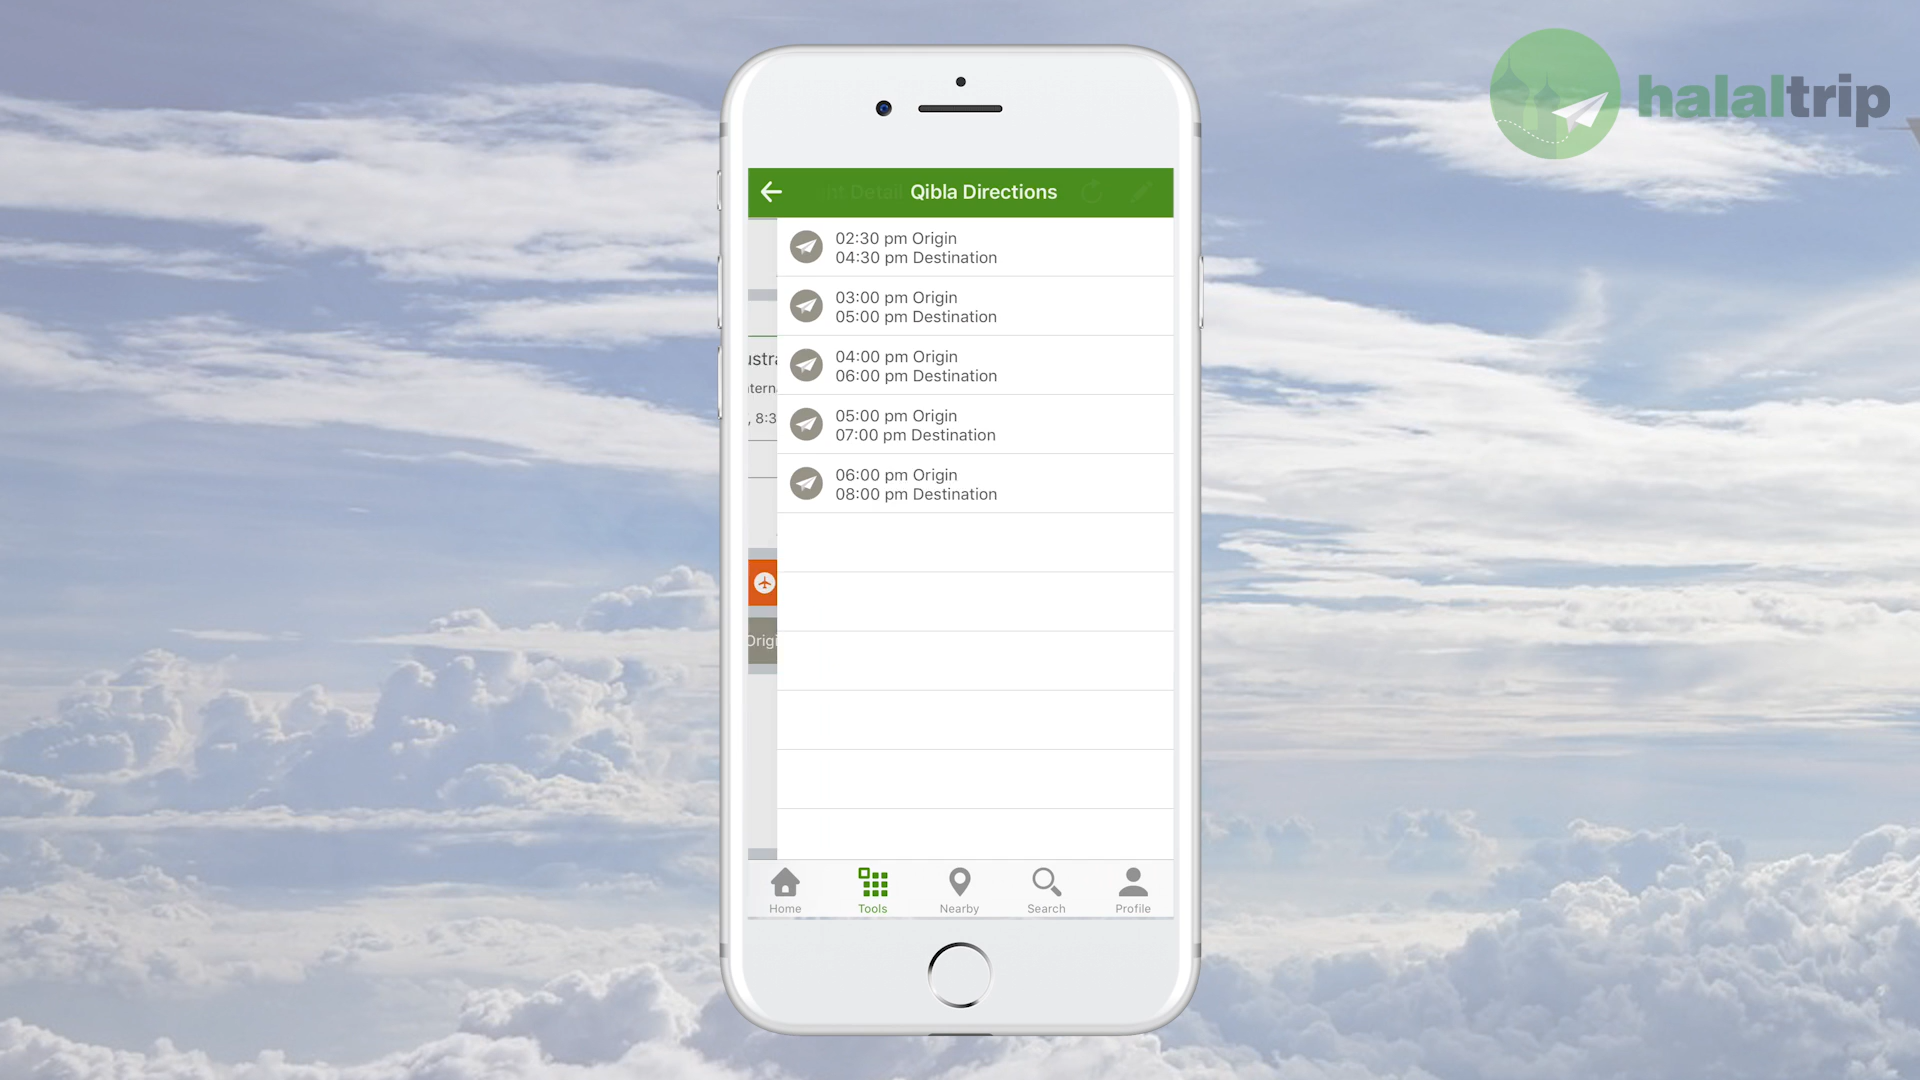 halaltrip
Qibla Directions
02:30 pm Origin
04:30 pm Destination
03:00 pm Origin
05:00 pm Destination
04:00 pm Origin
06:00 pm Destination
05:00 pm Origin
07:00 pm Destination
06:00 pm Origin
08:00 pm Destination
Home
Tools
Nearby
Search
Profile